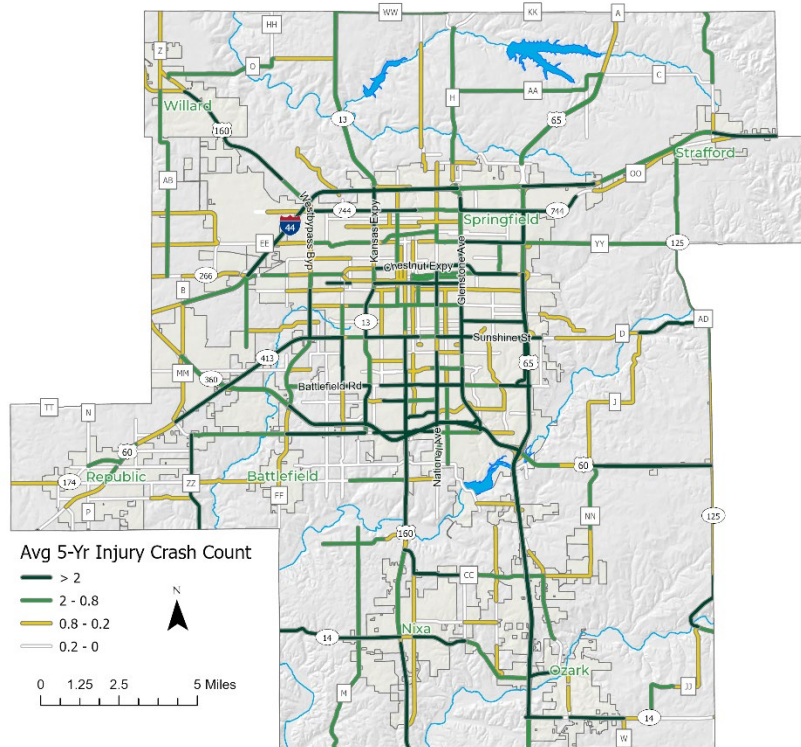 WW
KK
A
HH
Z
O
C
H
AA
Willard
13
65
160
Strafford
OO
AB
Westbypass Byp
Kansas Expy
744
Springfield
744
44
Glenstone Ave
EE
YY
125
266
Chestnut Expy
B
13
AD
Sunshine St
D
413
65
MM
360
Battlefield Rd
TT
N
J
60
National Ave
Republic
174
ZZ
Battlefield
60
FF
P
NN
125
160
Avg 5-Yr Injury Crash Count
> 2
2 - 0.8
0.8 - 0.2
0.2 - 0
N
CC
14
Nixa
Ozark
0 1.25 2.5 5 Miles
M
JJ
14
W